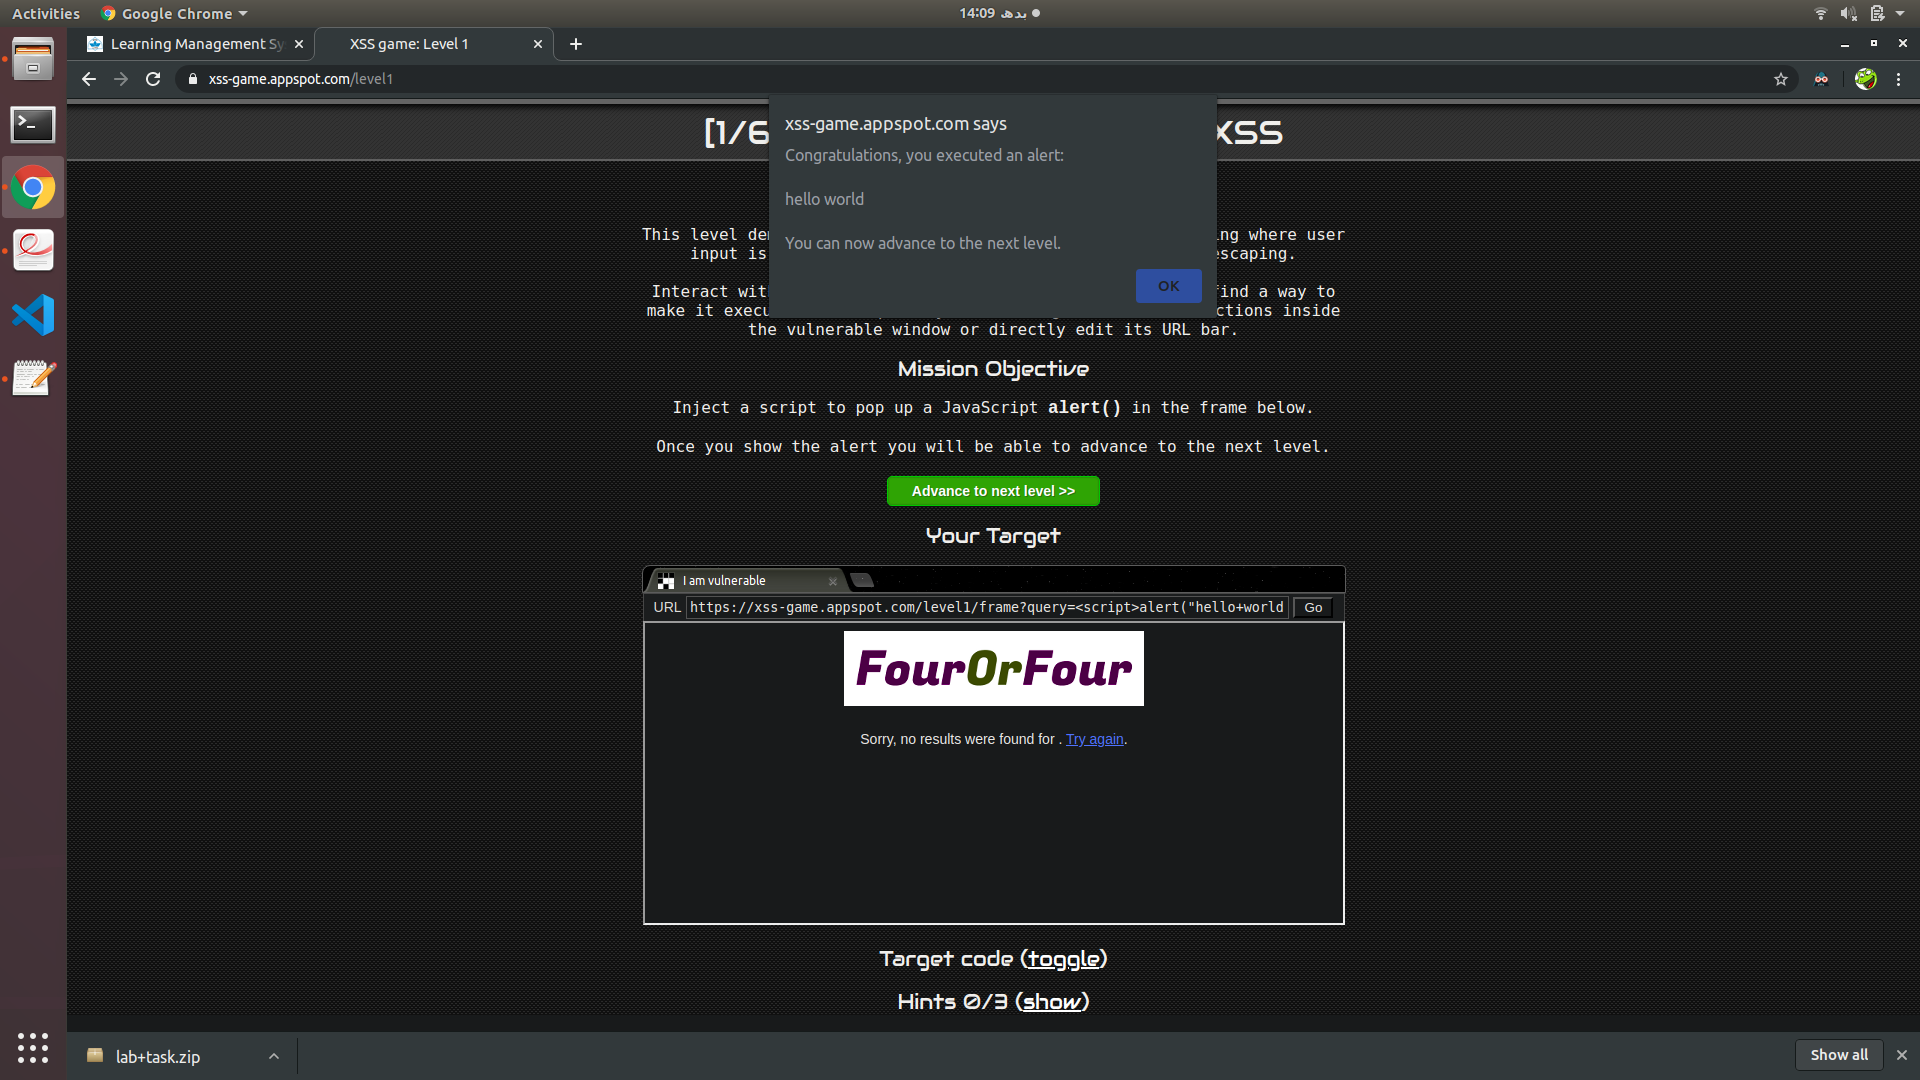 Activities
Google Chrome
14:09 بدھ
Learning Management Sy
XSS game: Level 1
xss-game.appspot.com/level1
[1/6
XSS
xss-game.appspot.com says
Congratulations, you executed an alert:
hello world
You can now advance to the next level.
OK
This level de
ng where user
input is
scaping.
Interact wit
ind a way to
make it execu
ctions inside
the vulnerable window or directly edit its URL bar.
Mission Objective
Inject a script to pop up a JavaScript alert() in the frame below.
Once you show the alert you will be able to advance to the next level.
Advance to next level >>
Your Target
I am vulnerable
URL https://xss-game.appspot.com/level1/frame?query=<script>alert("hello+world Go
FourOrFour
Sorry, no results were found for . Try again.
Target code (toggle)
Hints 0/3 (show)
lab+task.zip
Show all